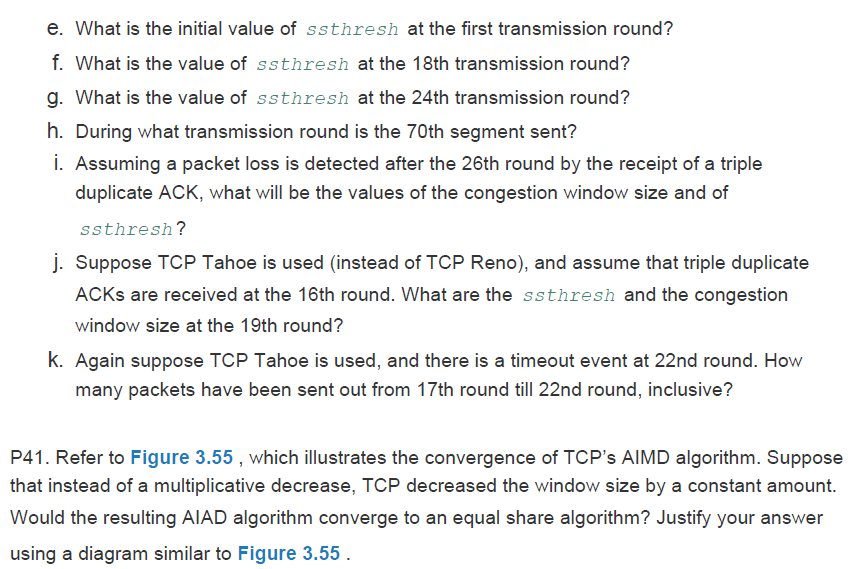 e. What is the initial value of ssthresh at the first transmission round?
f. What is the value of ssthresh at the 18th transmission round?
g. What is the value of ssthresh at the 24th transmission round?
h. During what transmission round is the 70th segment sent?
i. Assuming a packet loss is detected after the 26th round by the receipt of a triple
duplicate ACK, what will be the values of the congestion window size and of
ssthresh?
j. Suppose TCP Tahoe is used (instead of TCP Reno), and assume that triple duplicate
ACKs are received at the 16th round. What are the ssthresh and the congestion
window size at the 19th round?
k. Again suppose TCP Tahoe is used, and there is a timeout event at 22nd round. How
many packets have been sent out from 17th round till 22nd round, inclusive?
P41. Refer to Figure 3.55 , which illustrates the convergence of TCP’s AIMD algorithm. Suppose
that instead of a multiplicative decrease, TCP decreased the window size by a constant amount.
Would the resulting AIAD algorithm converge to an equal share algorithm? Justify your answer
using a diagram similar to Figure 3.55 .